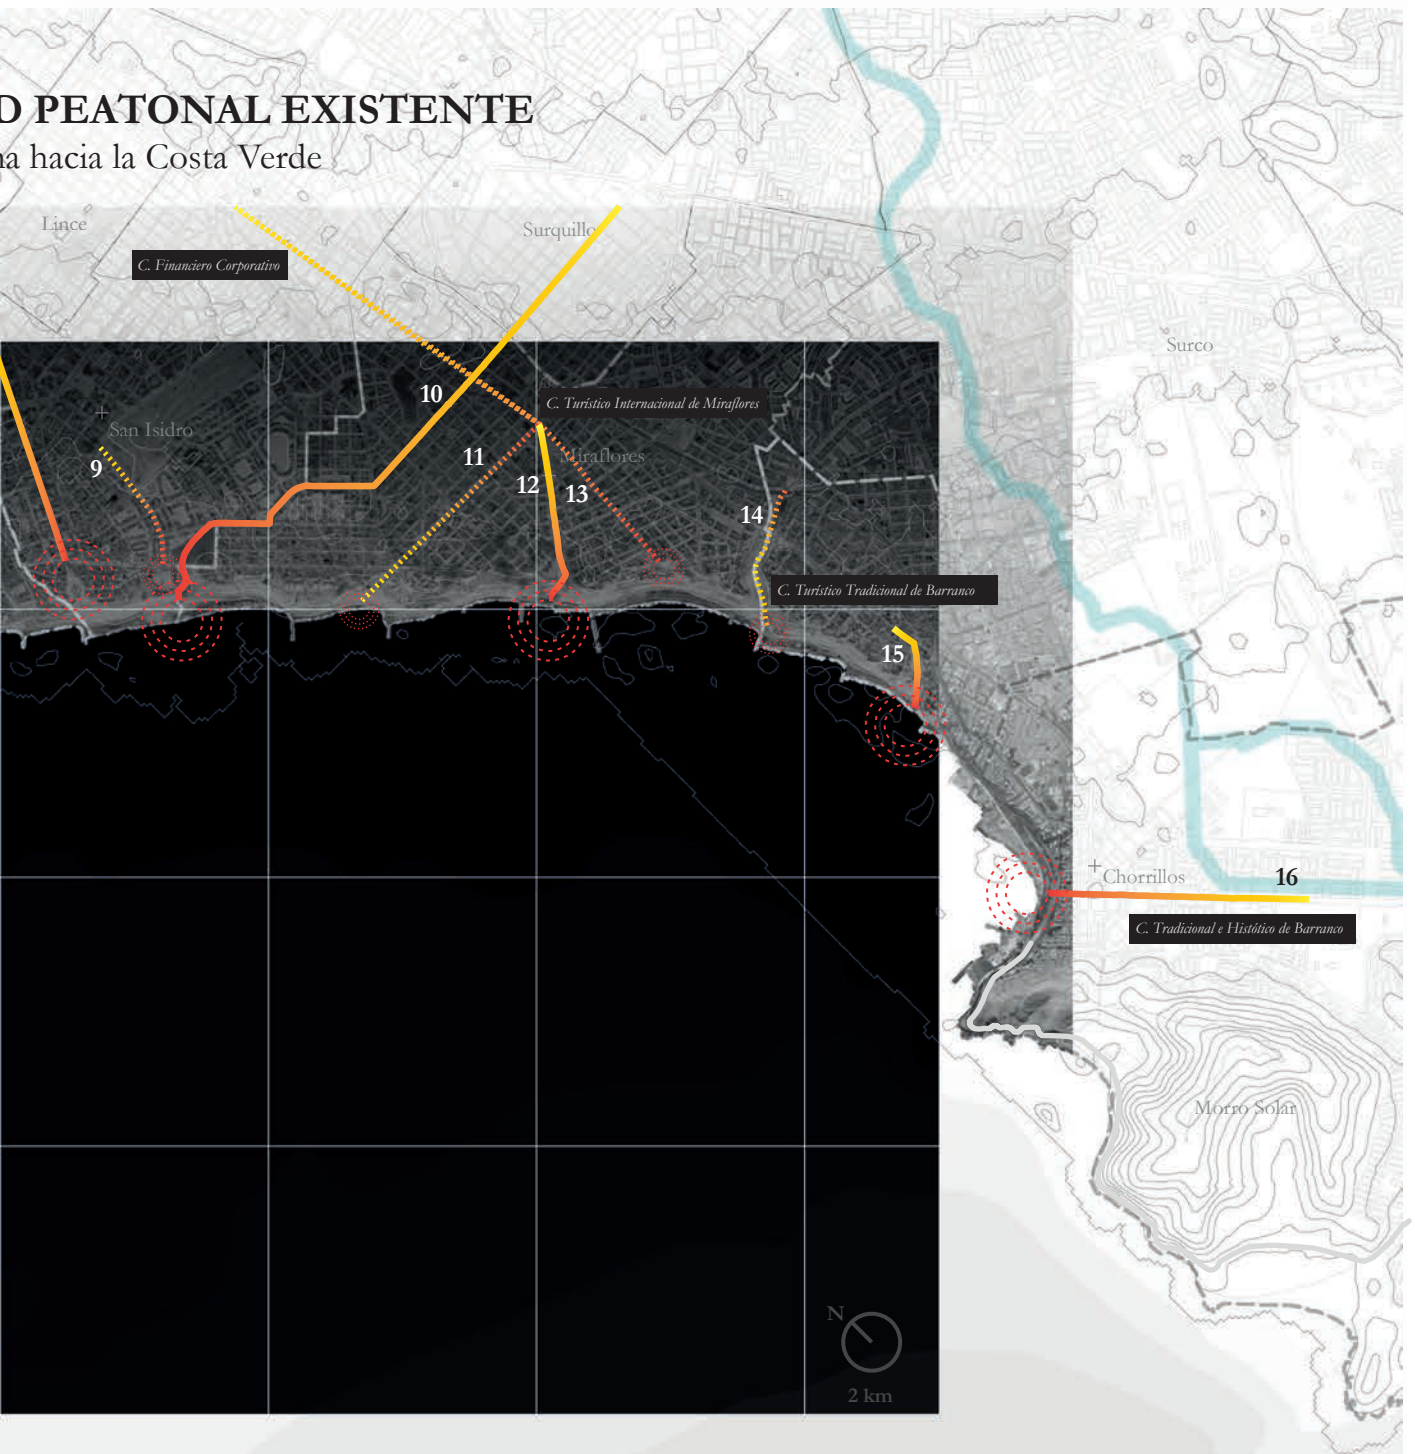 D PEATONAL EXISTENTE
na hacia la Costa Verde
Lince
Surquillo
C. Financiero Corporativo
Surco
10
C. Turístico Internacional de Miraflores
San Isidro
9
11
Miraflores
12
13
14
C. Turístico Tradicional de Barranco
15
Chorrillos
16
C. Tradicional e Histótico de Barranco
Morro Solar
N
2 km